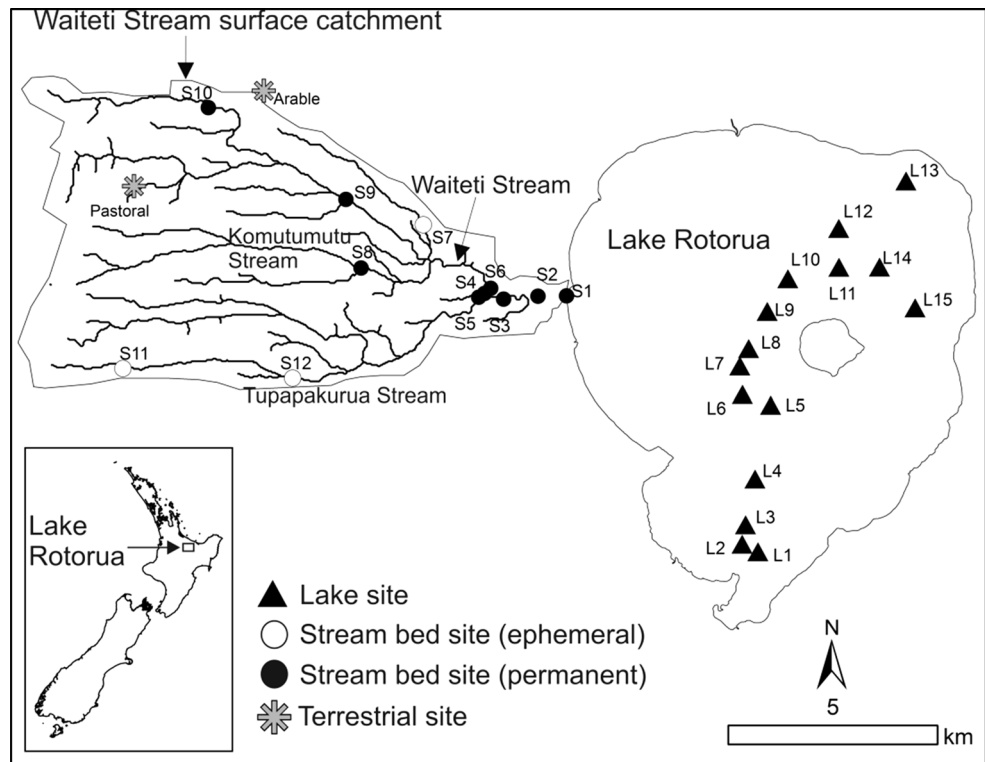 Waiteti Stream surface catchment
S10
Arable
Pastoral
S9
Waiteti Stream
S7
Komutumutu
Stream
S8
S6
S4
S2
S1
S5
S3
S11
S12
Tupapakurua Stream
Lake Rotorua
L13
L12
L10
L14
L11
L15
L9
L8
L7
L6
L5
L4
L3
L2
L1
Lake
Rotorua
Lake site
Stream bed site (ephemeral)
Stream bed site (permanent)
Terrestrial site
N
5
km